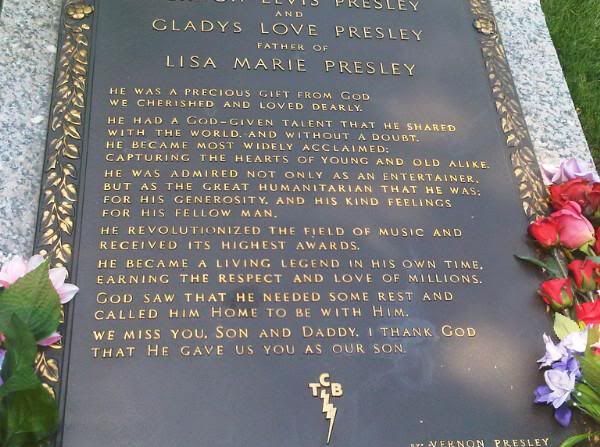 ELVIS PRESLEY
AND
GLADYS LOVE PRESLEY
FATHER OF
LISA MARIE PRESLEY
HE WAS A PRECIOUS GIFT FROM GOD
WE CHERISHED AND LOVED DEARLY.
HE HAD A GOD-GIVEN TALENT THAT HE SHARED
WITH THE WORLD. AND WITHOUT A DOUBT,
HE BECAME MOST WIDELY ACCLAIMED;
CAPTURING THE HEARTS OF YOUNG AND OLD ALIKE.
HE WAS ADMIRED NOT ONLY AS AN ENTERTAINER,
BUT AS THE GREAT HUMANITARIAN THAT HE WAS;
FOR HIS GENEROSITY, AND HIS KIND FEELINGS
FOR HIS FELLOW MAN.
HE REVOLUTIONIZED THE FIELD OF MUSIC AND
RECEIVED ITS HIGHEST AWARDS.
HE BECAME A LIVING LEGEND IN HIS OWN TIME,
EARNING THE RESPECT AND LOVE OF MILLIONS.
GOD SAW THAT HE NEEDED SOME REST AND
CALLED HIM HOME TO BE WITH HIM.
WE MISS YOU, SON AND DADDY. I THANK GOD
THAT HE GAVE US YOU AS OUR SON.
TCB
BY: VERNON PRESLEY